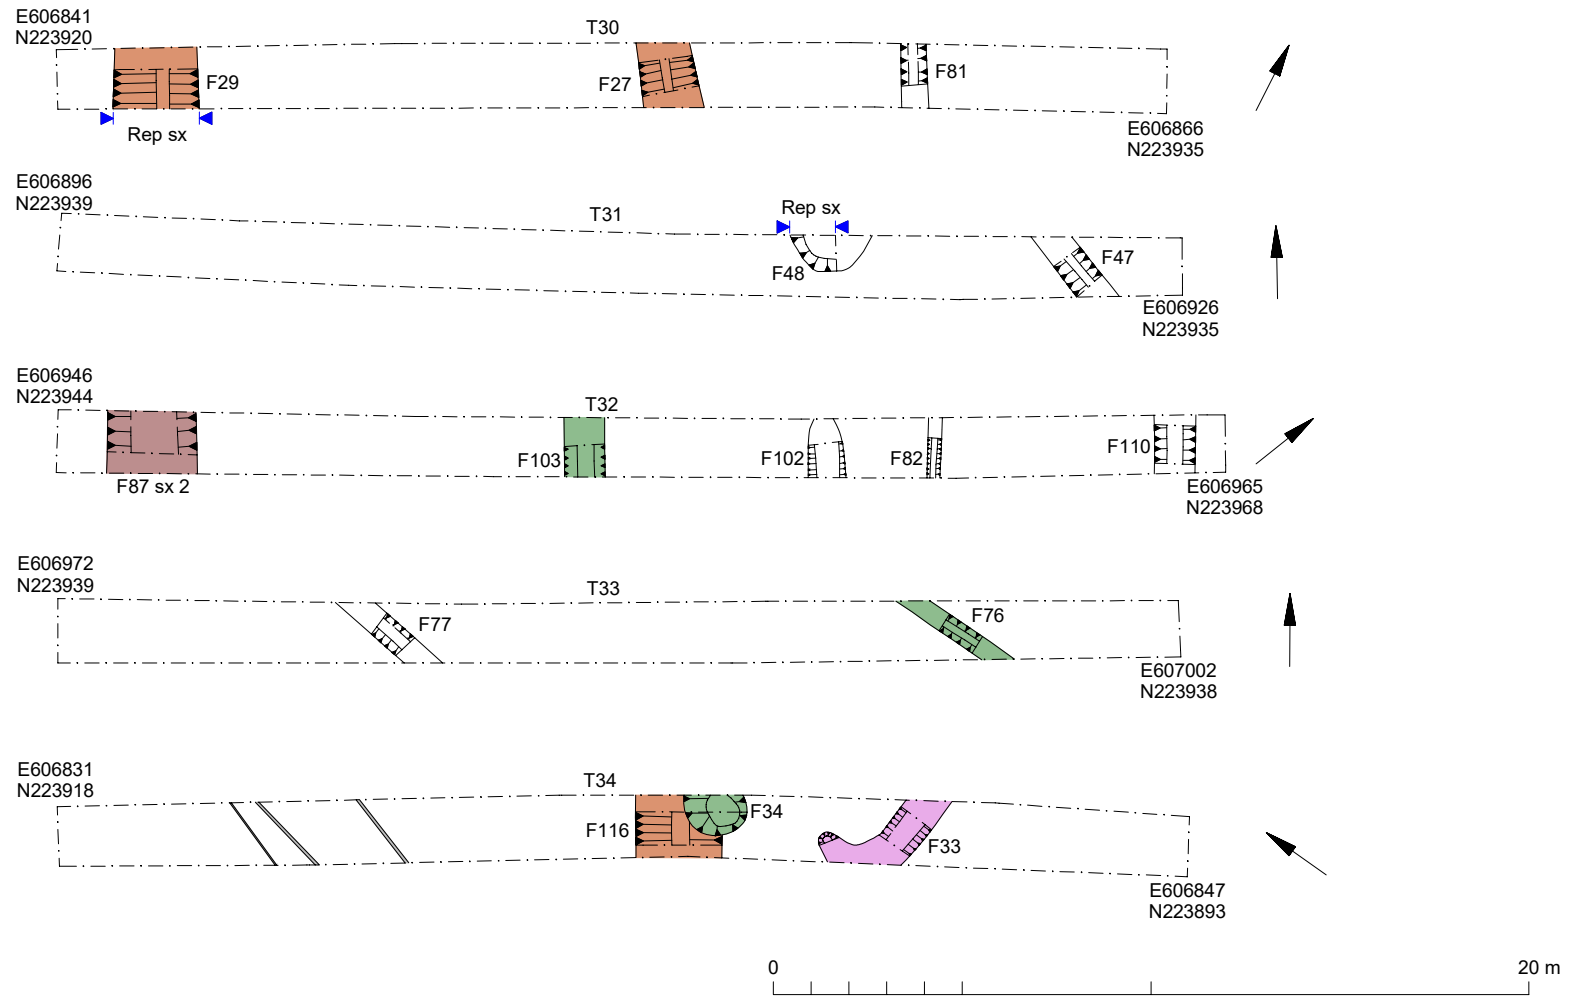 E606841
N223920
T30
F29
F27
F81
Rep sx
E606866
N223935
E606896
N223939
T31
Rep sx
F48
F47
E606926
N223935
E606946
N223944
T32
F103
F102
F82
F110
F87 sx 2
E606965
N223968
E606972
N223939
T33
F77
F76
E607002
N223938
E606831
N223918
T34
F116
F34
F33
E606847
N223893
0
20 m